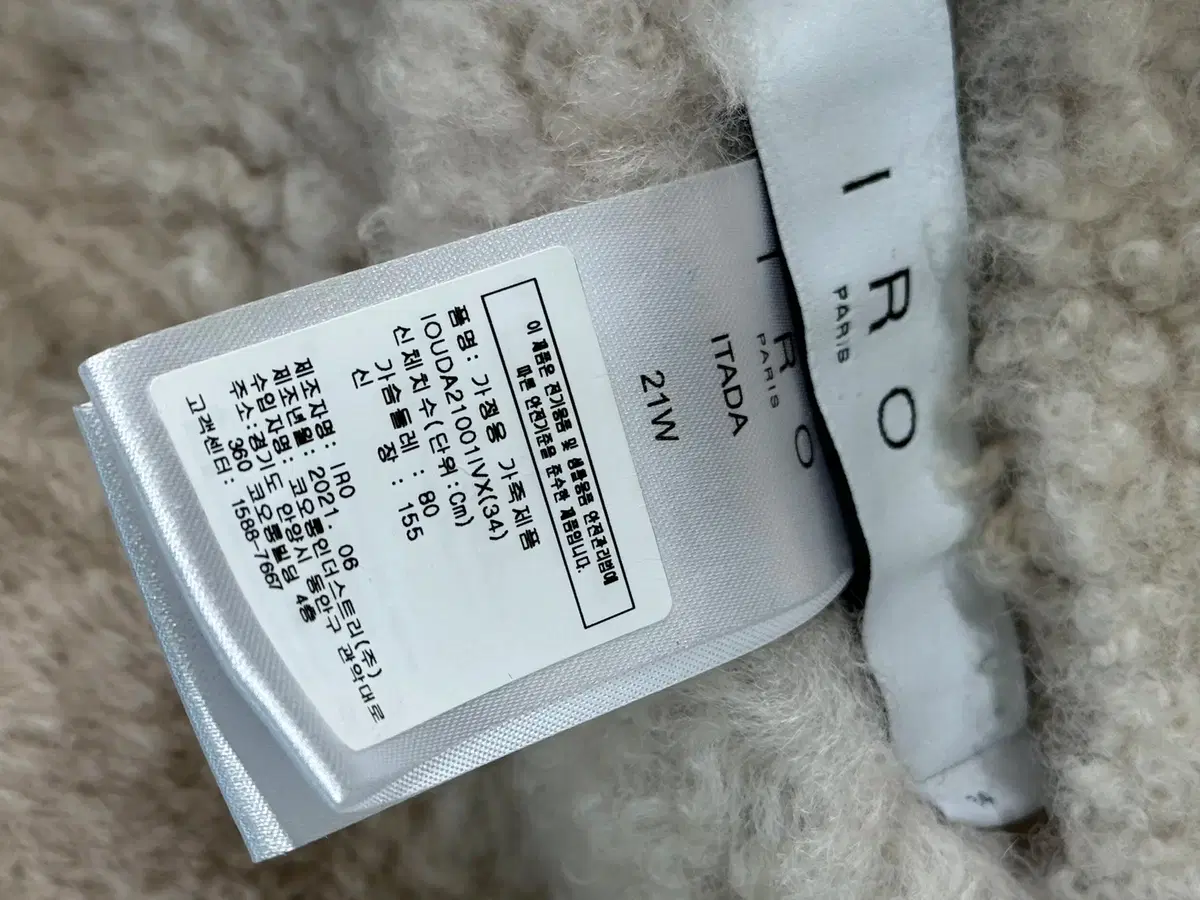 IRO
PARIS
IRO
PARIS
ITADA
21W
이 제품은 전기용품 및 생활용품 안전관리법에
따른 안전기준을 준수한 제품입니다.
품명: 가정용 가죽제품
IOUDA21001IVX(34)
신체치수(단위:Cm)
가슴둘레 : 80
신 장 : 155
제조자명: IRO
제조년월: 2021. 06
수입자명: 코오롱인더스트리(주)
주소:경기도 안양시 동안구 관악대로
360 코오롱빌딩 4층
고객센터: 1588-7667